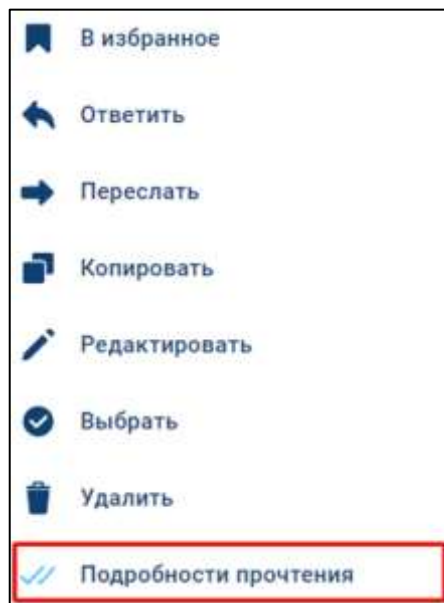 В избранное
Ответить
Переслать
Копировать
Редактировать
Выбрать
Удалить
Подробности прочтения